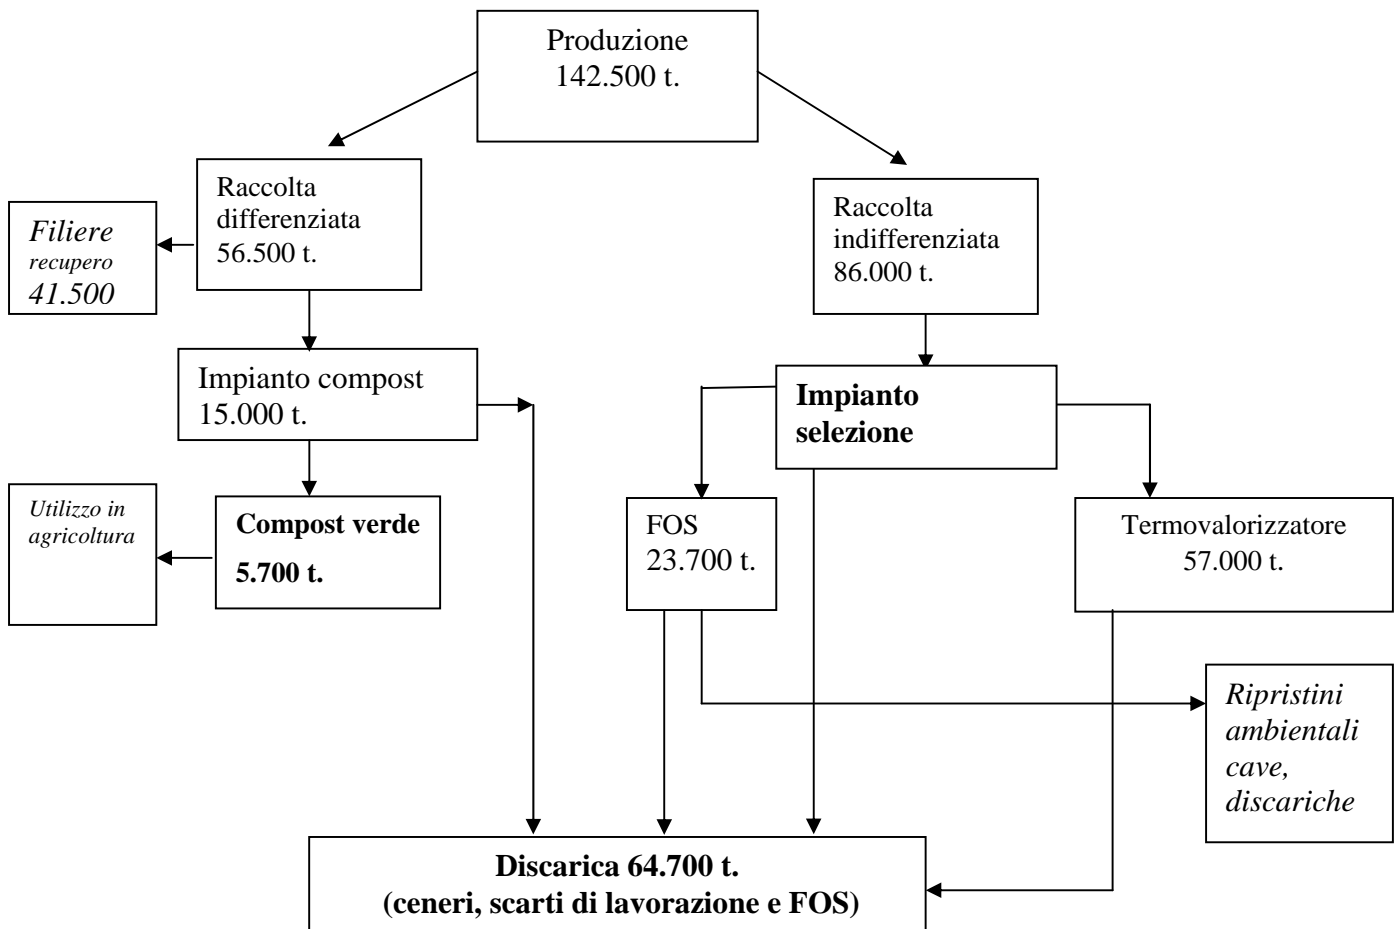 Produzione
142.500 t.
Raccolta
differenziata
56.500 t.
Filiere
recupero
41.500
Raccolta
indifferenziata
86.000 t.
Impianto compost
15.000 t.
Impianto
selezione
Utilizzo in
agricoltura
Compost verde
5.700 t.
FOS
23.700 t.
Termovalorizzatore
57.000 t.
Ripristini
ambientali
cave,
discariche
Discarica 64.700 t.
(ceneri, scarti di lavorazione e FOS)